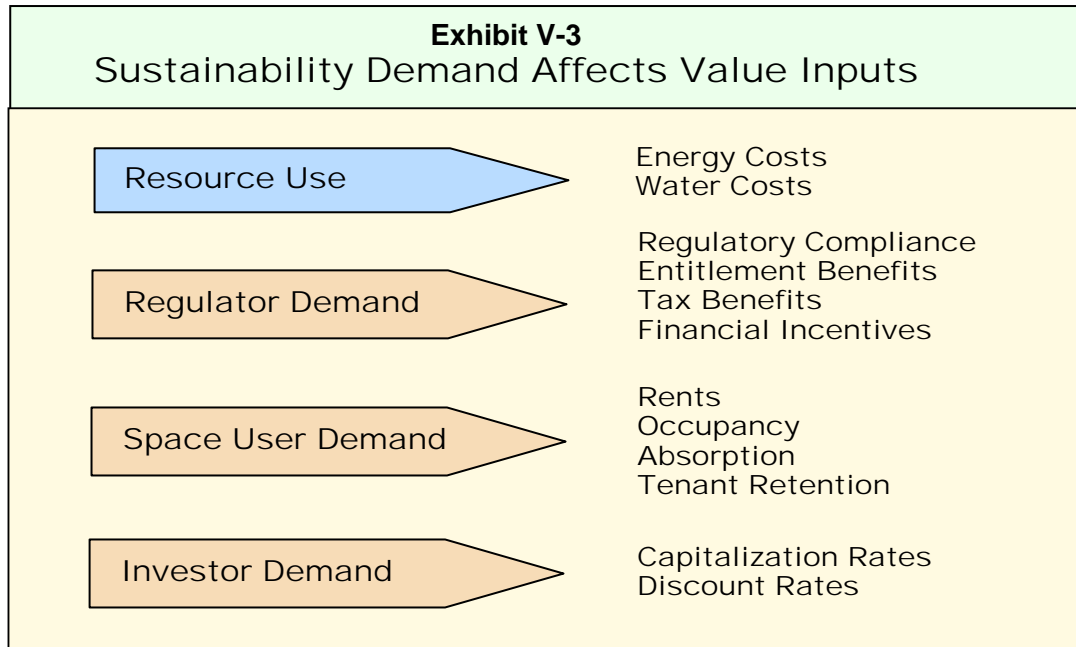 Exhibit V-3
Sustainability Demand Affects Value Inputs
Resource Use
Energy Costs
Water Costs
Regulator Demand
Regulatory Compliance
Entitlement Benefits
Tax Benefits
Financial Incentives
Space User Demand
Rents
Occupancy
Absorption
Tenant Retention
Investor Demand
Capitalization Rates
Discount Rates